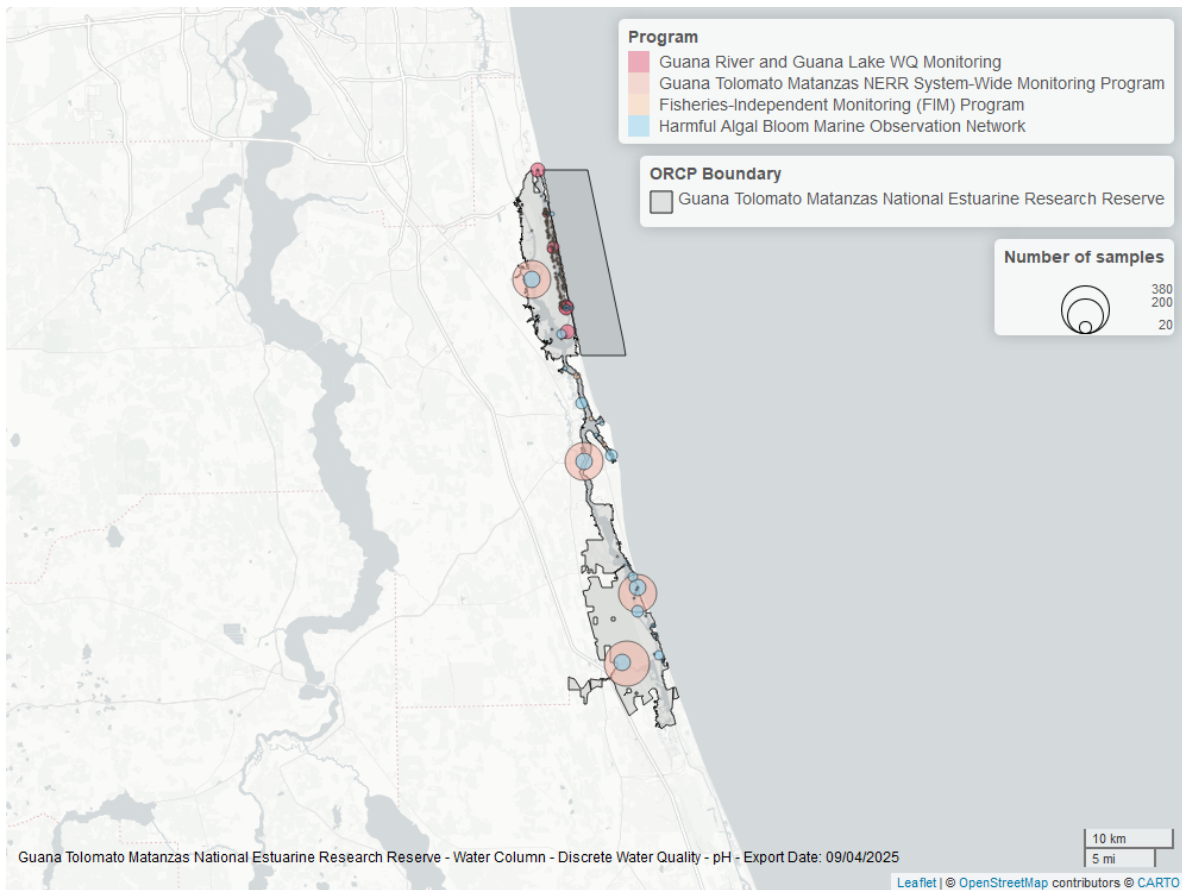 Program
Guana River and Guana Lake WQ Monitoring
Guana Tolomato Matanzas NERR System-Wide Monitoring Program
Fisheries-Independent Monitoring (FIM) Program
Harmful Algal Bloom Marine Observation Network
ORCP Boundary
Guana Tolomato Matanzas National Estuarine Research Reserve
Number of samples
380
200
20
10 km
5 mi
Guana Tolomato Matanzas National Estuarine Research Reserve - Water Column - Discrete Water Quality - pH - Export Date: 09/04/2025
Leaflet | © OpenStreetMap contributors © CARTO